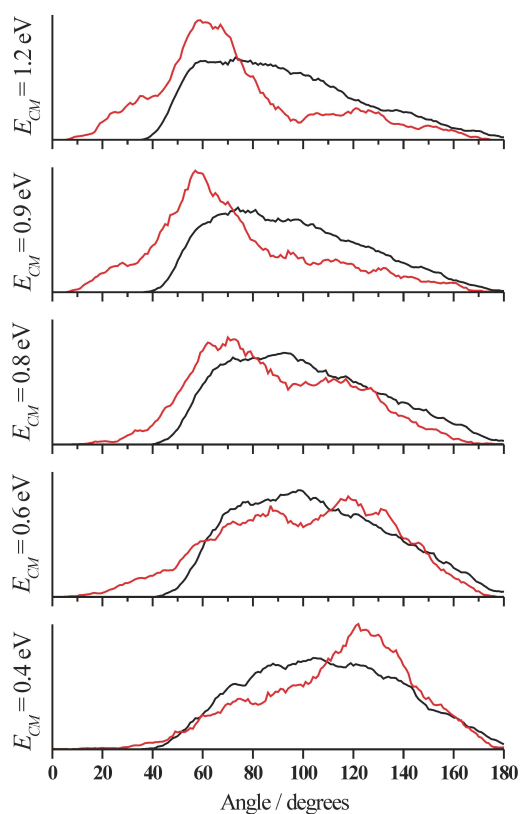 E_CM = 1.2 eV
E_CM = 0.9 eV
E_CM = 0.8 eV
E_CM = 0.6 eV
E_CM = 0.4 eV
0 20 40 60 80 100 120 140 160 180
Angle / degrees